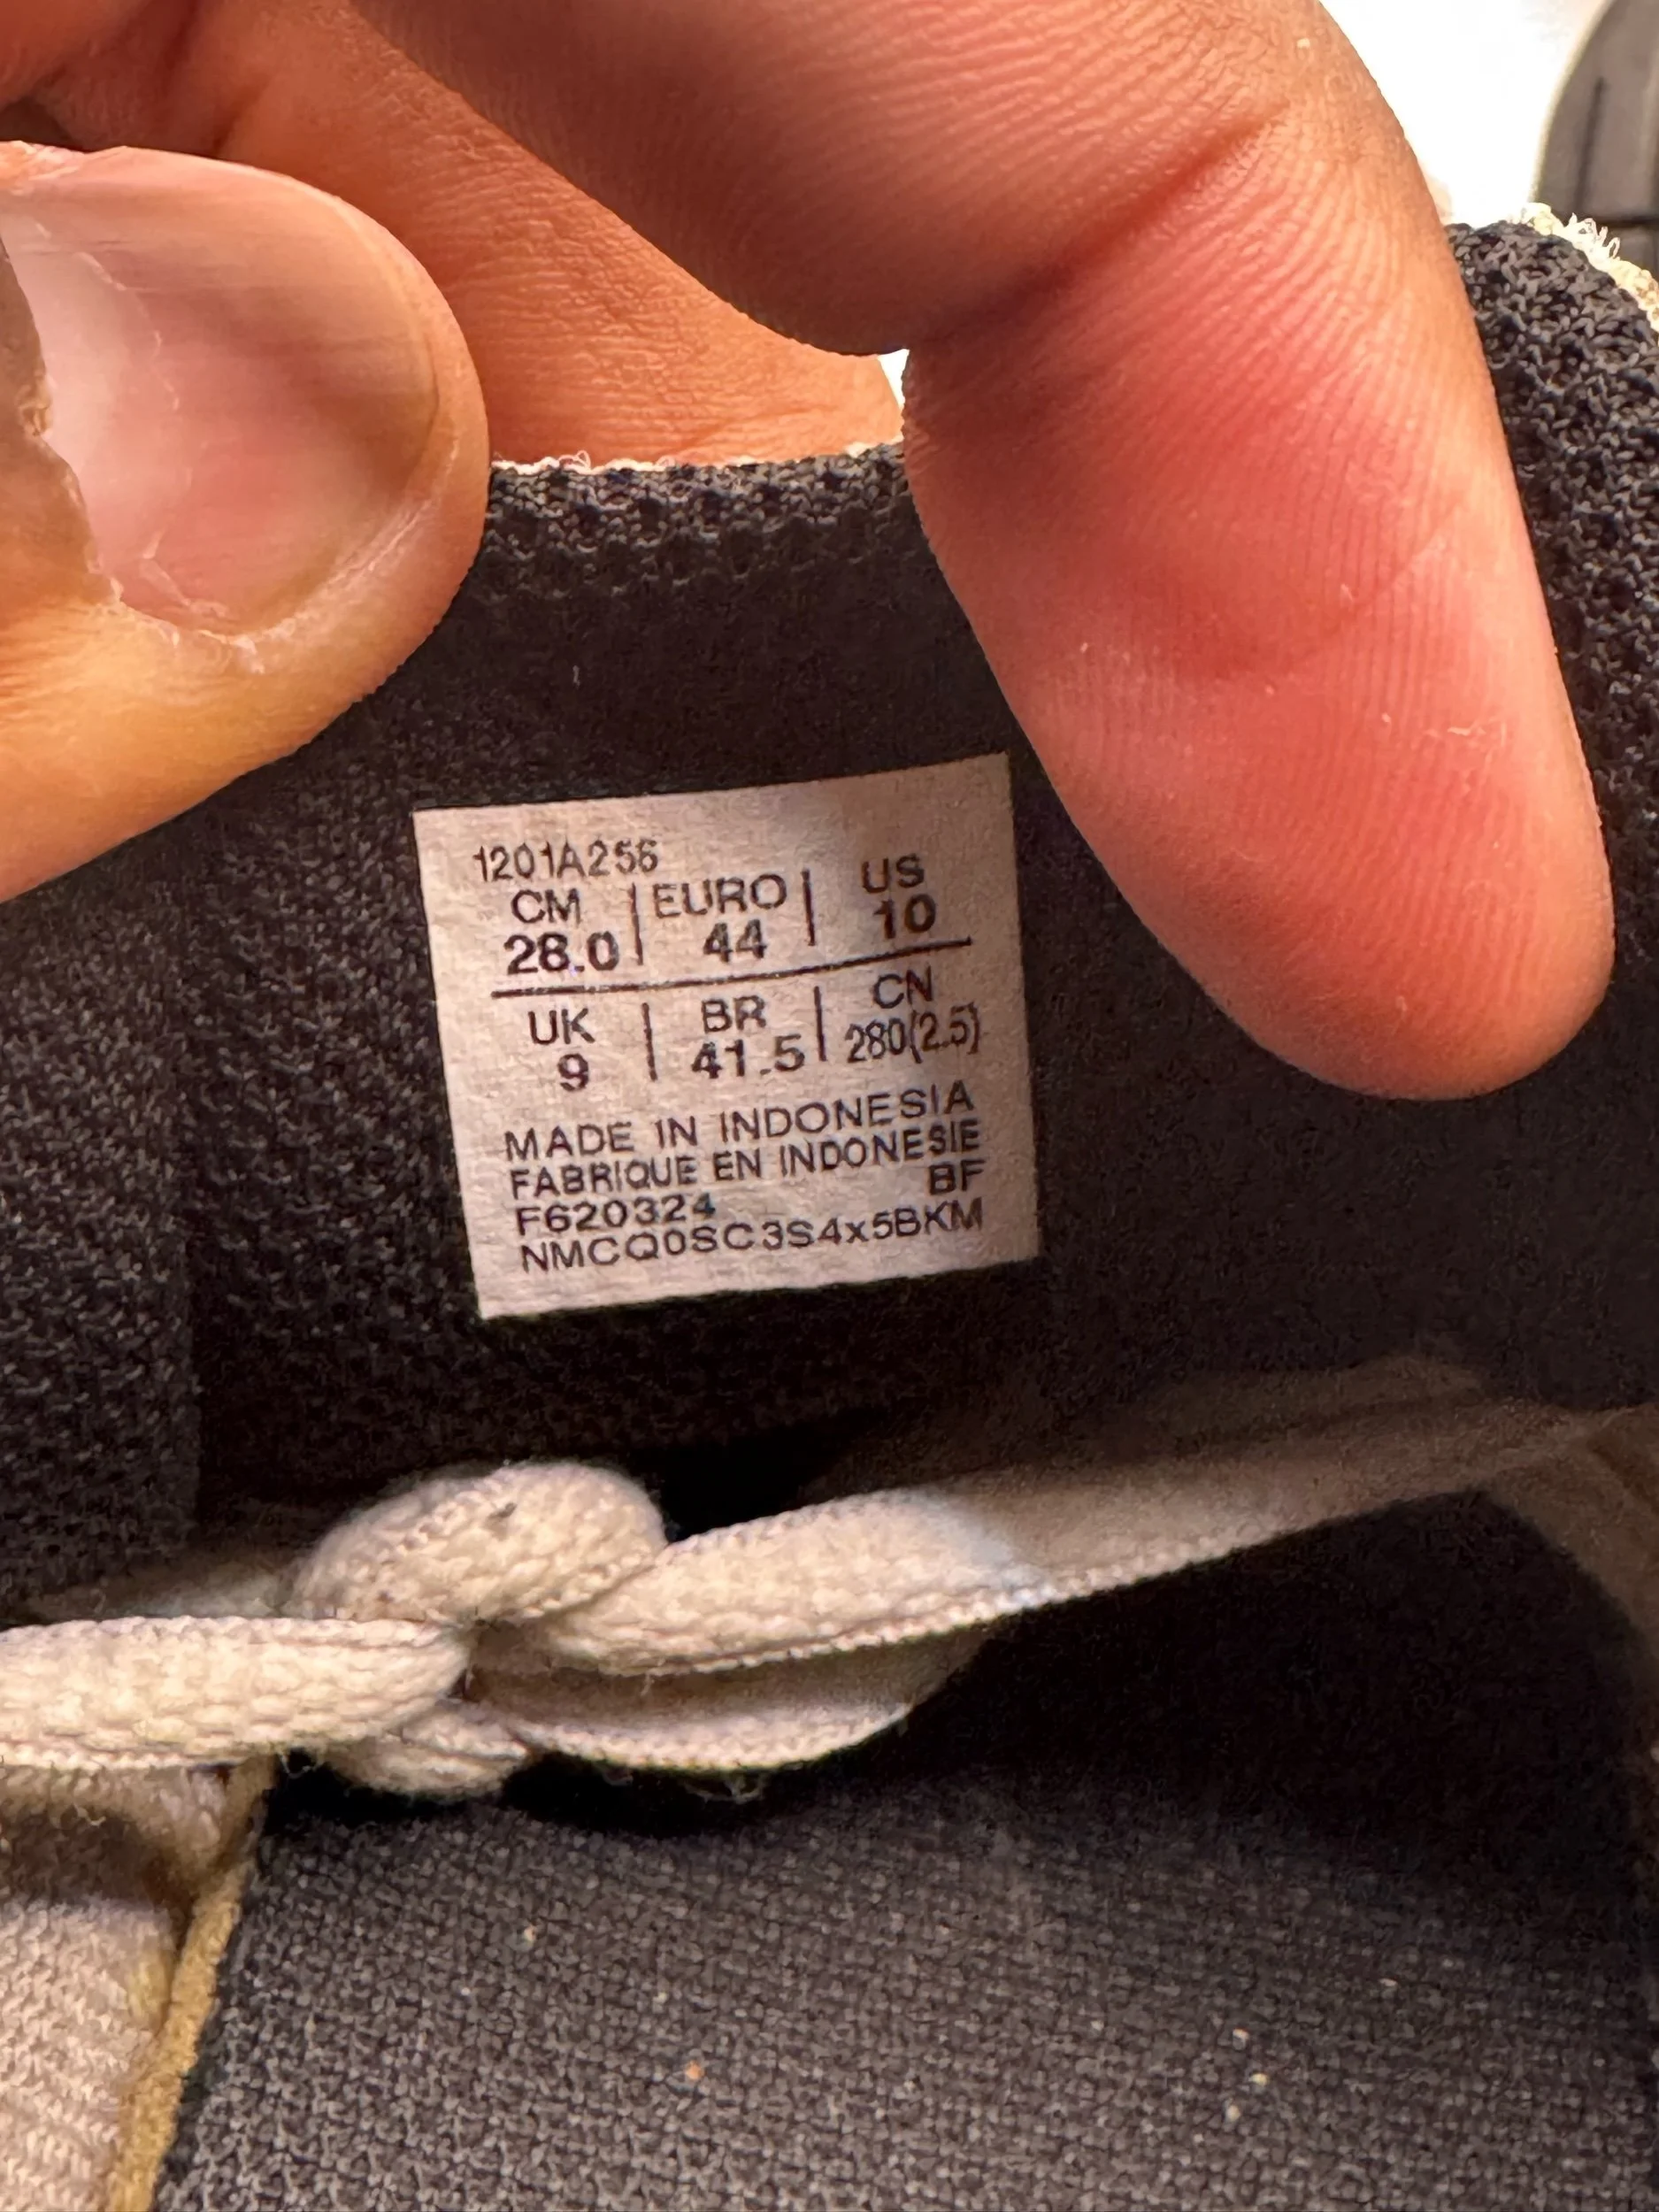 1201A256
CM | EURO | US
28.0 | 44 | 10
UK | BR | CN
9 | 41.5 | 280(2.5)
MADE IN INDONESIA
FABRIQUE EN INDONESIE
F620324 BF
NMCQ0SC3S4x5BKM